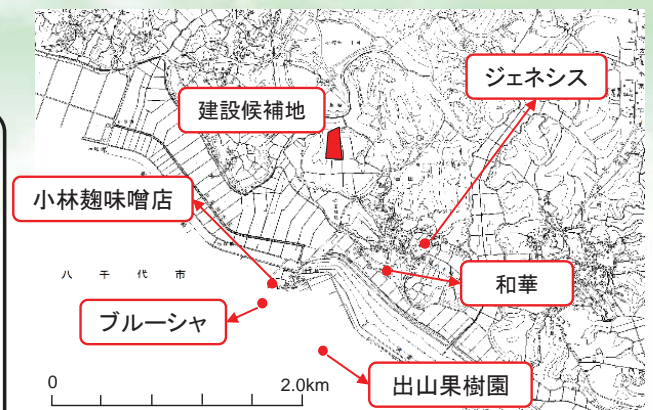 ジェネシス
建設候補地
小林麹味噌店
八千代市
和華
ブルーシャ
0
2.0km
出山果樹園